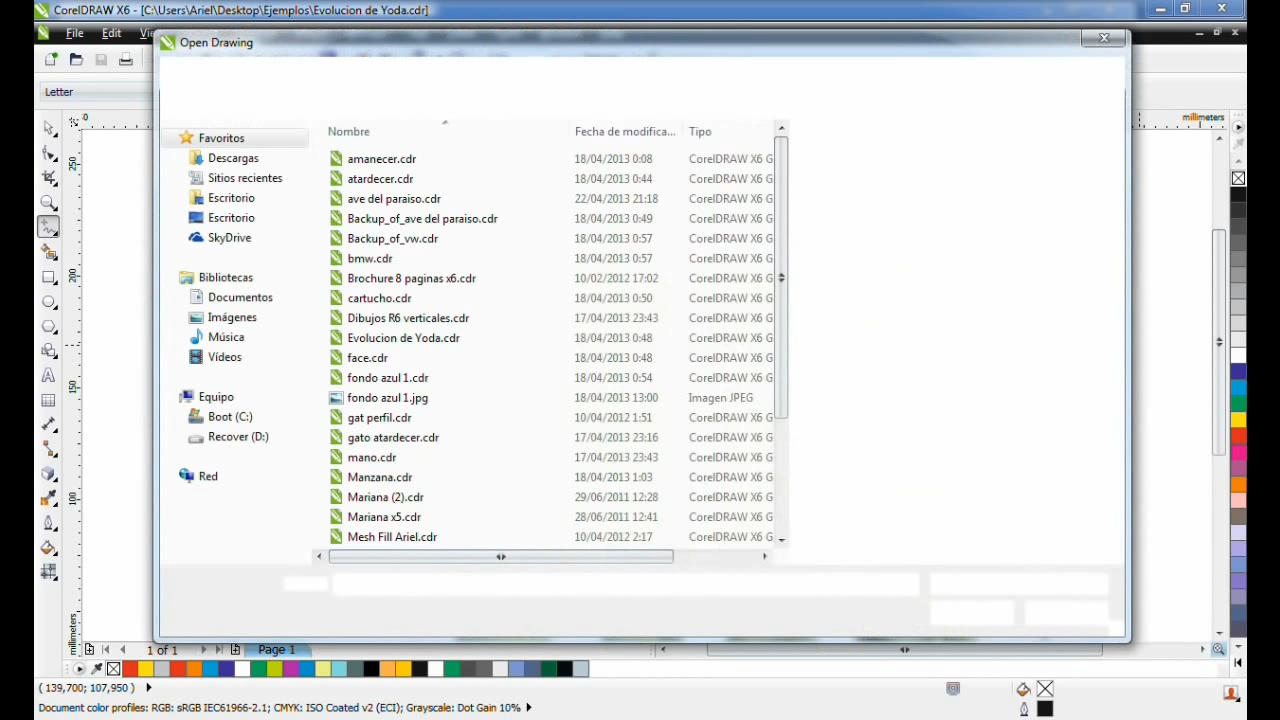 CorelDRAW X6 - [C:\Users\Ariel\Desktop\Ejemplos\Evolucion de Yoda.cdr]
File Edit
Open Drawing
Letter
0
millimeters
Nombre Fecha de modifica... Tipo
Favoritos
Descargas
Sitios recientes
Escritorio
Escritorio
SkyDrive
Bibliotecas
Documentos
Imágenes
Música
Vídeos
Equipo
Boot (C:)
Recover (D:)
Red
amanecer.cdr 18/04/2013 0:08 CorelDRAW X6 G
atardecer.cdr 18/04/2013 0:44 CorelDRAW X6 G
ave del paraiso.cdr 22/04/2013 21:18 CorelDRAW X6 G
Backup_of_ave del paraiso.cdr 18/04/2013 0:49 CorelDRAW X6 G
Backup_of_vw.cdr 18/04/2013 0:57 CorelDRAW X6 G
bmw.cdr 18/04/2013 0:57 CorelDRAW X6 G
Brochure 8 paginas x6.cdr 10/02/2012 17:02 CorelDRAW X6 G
cartucho.cdr 18/04/2013 0:50 CorelDRAW X6 G
Dibujos R6 verticales.cdr 17/04/2013 23:43 CorelDRAW X6 G
Evolucion de Yoda.cdr 18/04/2013 0:48 CorelDRAW X6 G
face.cdr 18/04/2013 0:48 CorelDRAW X6 G
fondo azul 1.cdr 18/04/2013 0:54 CorelDRAW X6 G
fondo azul 1.jpg 18/04/2013 13:00 Imagen JPEG
gat perfil.cdr 10/04/2012 1:51 CorelDRAW X6 G
gato atardecer.cdr 17/04/2013 23:16 CorelDRAW X6 G
mano.cdr 17/04/2013 23:43 CorelDRAW X6 G
Manzana.cdr 18/04/2013 1:03 CorelDRAW X6 G
Mariana (2).cdr 29/06/2011 12:28 CorelDRAW X6 G
Mariana x5.cdr 28/06/2011 12:41 CorelDRAW X6 G
Mesh Fill Ariel.cdr 10/04/2012 2:17 CorelDRAW X6 G
250
200
150
100
millimeters
1 of 1 Page 1
(139,700; 107,950)
Document color profiles: RGB: sRGB IEC61966-2.1; CMYK: ISO Coated v2 (ECI); Grayscale: Dot Gain 10%